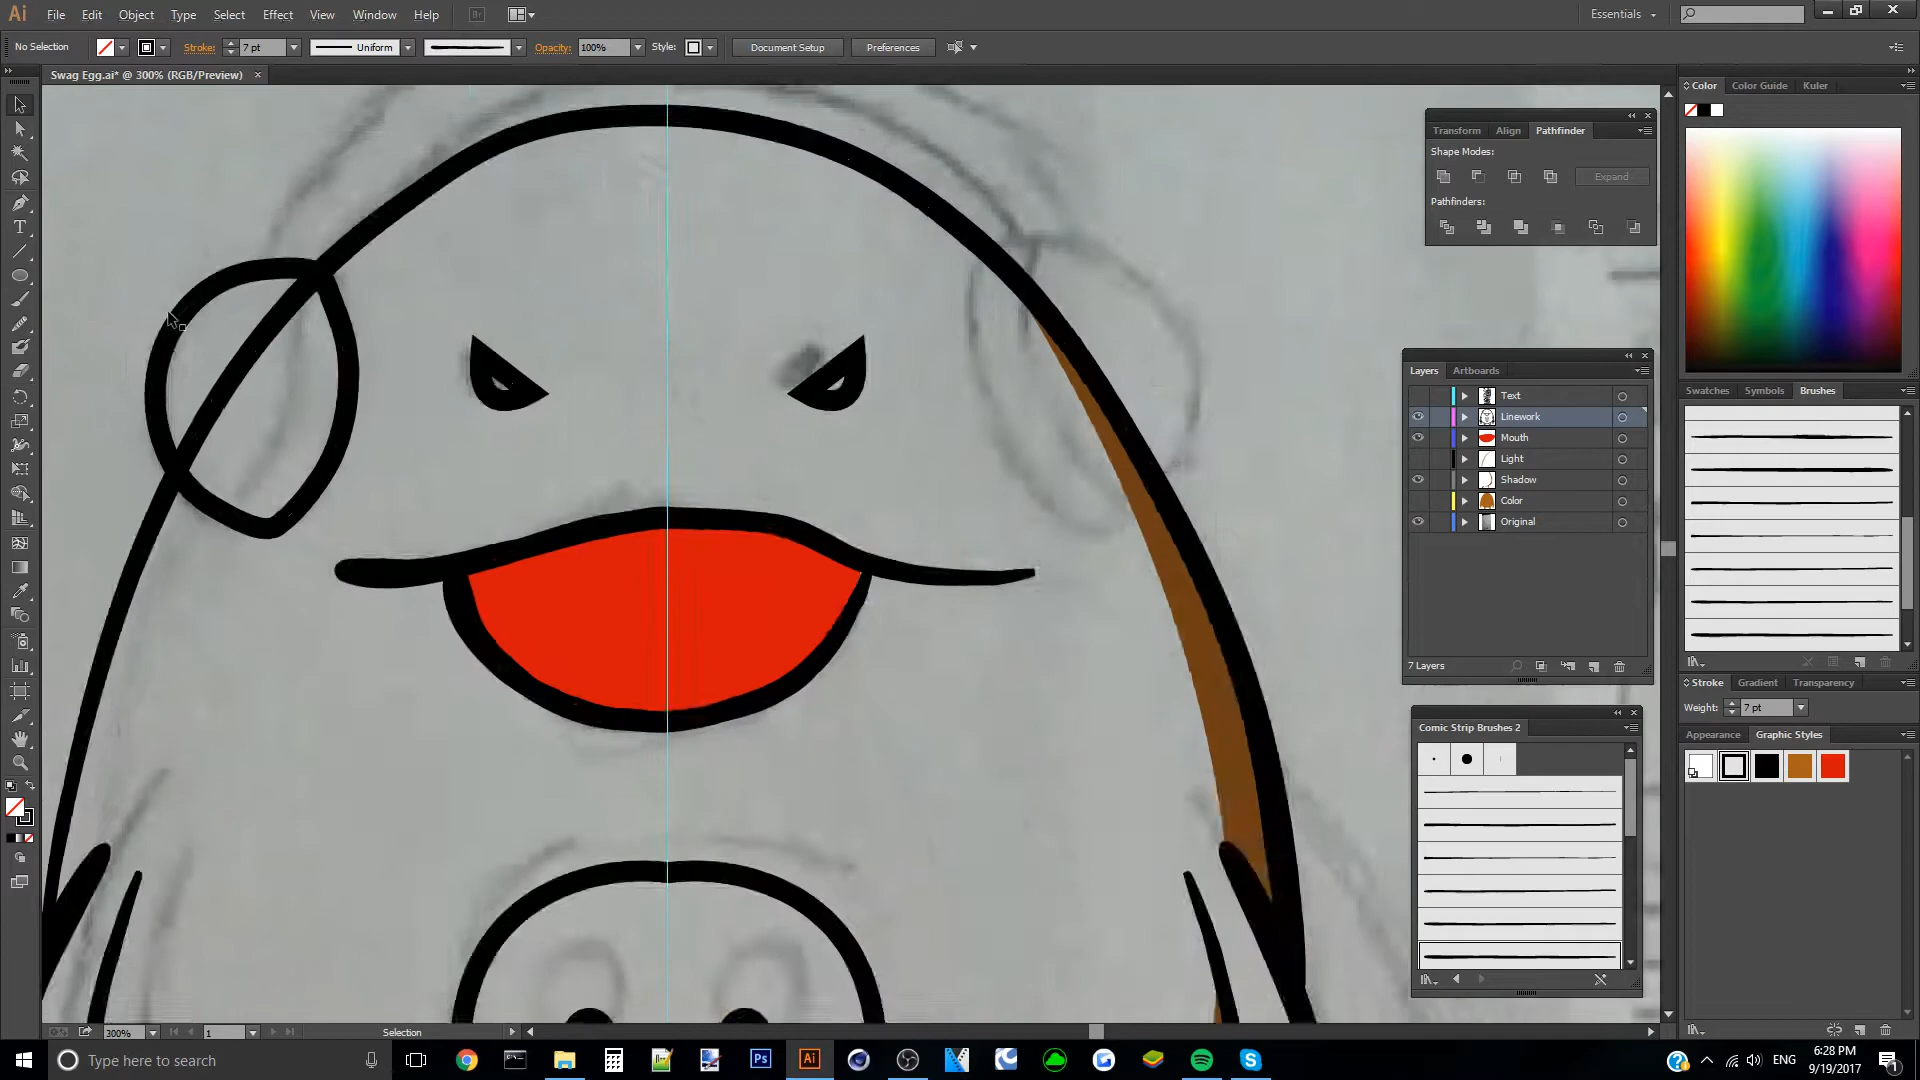 Ai File Edit Object Type Select Effect View Window Help Br Essentials
No Selection Stroke: 7 pt Uniform Opacity: 100% Style: Document Setup Preferences
Swag Egg.ai* @ 300% (RGB/Preview)
Color Color Guide Kuler
Transform Align Pathfinder
Shape Modes:
Expand
Pathfinders:
Layers Artboards
Text
Linework
Mouth
Light
Shadow
Color
Original
7 Layers
Swatches Symbols Brushes
Stroke Gradient Transparency
Weight: 7 pt
Appearance Graphic Styles
Comic Strip Brushes 2
300% 1 Selection
Type here to search
Ps Ai
ENG
6:28 PM
9/19/2017
1